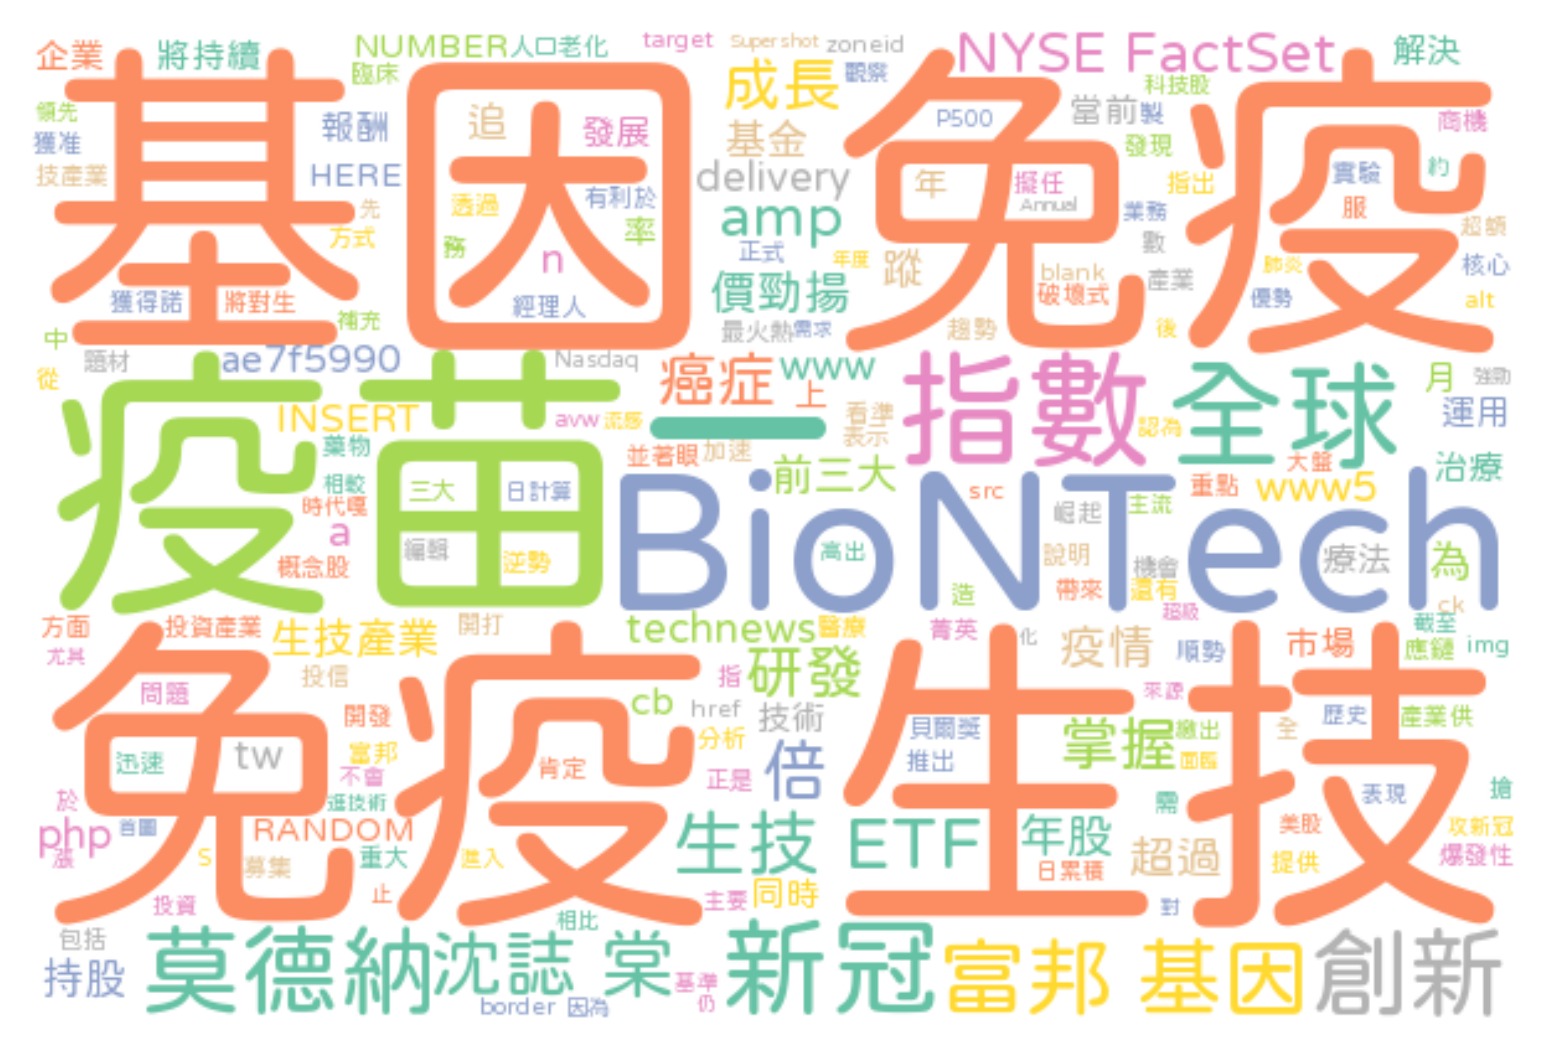 企業 將持續 NUMBER 人口老化 target Supershot zoneid NYSE FactSet 解決
臨床 成長 觀察 科技股
領先 基因 免疫 當前 製 商機
獲准 報酬 追 發展 基金 P500 發現 約
技產業 HERE 有利於 delivery 年 擬任 指出 實驗
先 透過 率 amp Annual 業務 服 超額
方式 務 n 正式 年度 蹤 blank 數 肺炎 核心
獲得諾 將對生 經理人 價勁揚 破壞式 產業 優勢 alt
中 補充 最火熱 需求 趨勢 後
題材 ae7f5990 Nasdaq 癌症 www 指數 全球 月 強勁
從 INSERT avw 流感 上 看準 認為 運用
疫苗 一 表示
藥物 並著眼 加速 前三大 大盤 治療
相較 三大 日計算 BioNTech src 重點 www5
時代嘎 崛起 主流
a 編輯 逆勢 高出 說明 機會 療法 為
概念股 造 帶來 還有 ck
方面 投資產業 生技產業 開打 technews 醫療 菁英 化 疫情 超級 順勢 市場 截至 應鏈 img
尤其 免疫 投信 指 研發 生技
問題 開發 cb href 技術 貝爾獎 掌握 來源 繳出 全 歷史 產業供
迅速 tw 富邦 肯定 分析 倍 推出 面臨
不會 正是 表現 搶
於 php 首圖 進技術 需
漲 RANDOM 生技 ETF 年股 美股 攻新冠
S 募集 重大 進入 超過 日累積 提供 爆發性
投資 止 主要 同時 對
包括 相比
持股 莫德納 沈誌 棠 基準 新冠 富邦 基因 創新
border 因為 仍